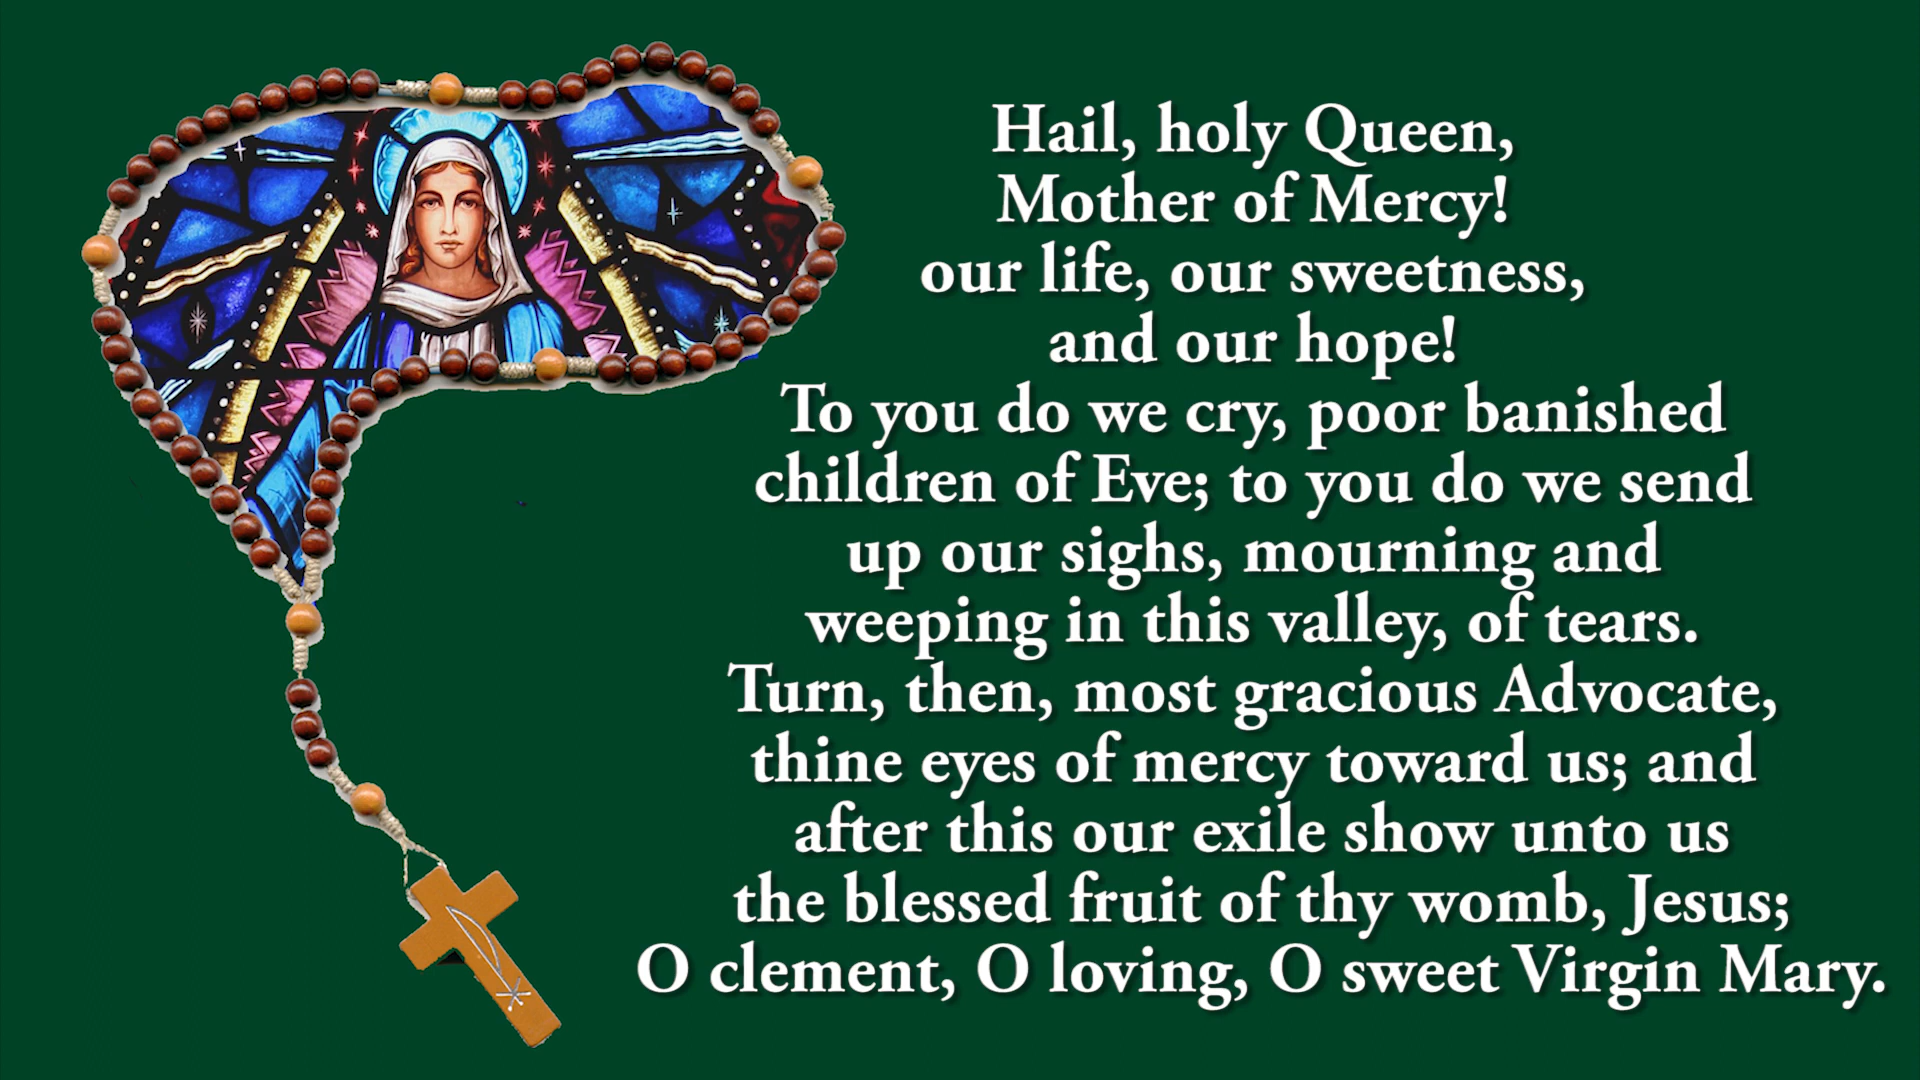 Hail, holy Queen,
Mother of Mercy!
our life, our sweetness,
and our hope!
To you do we cry, poor banished
children of Eve; to you do we send
up our sighs, mourning and
weeping in this valley, of tears.
Turn, then, most gracious Advocate,
thine eyes of mercy toward us; and
after this our exile show unto us
the blessed fruit of thy womb, Jesus;
O clement, O loving, O sweet Virgin Mary.